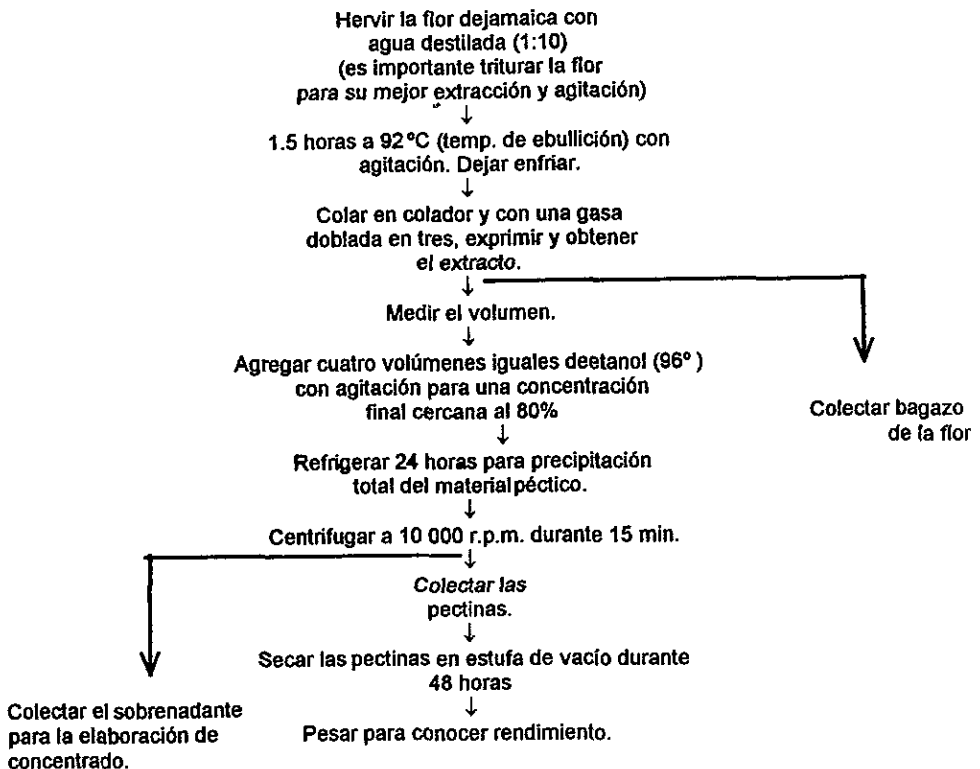 Hervir la flor dejamaica con
agua destilada (1:10)
(es importante triturar la flor
para su mejor extracción y agitación)
↓
1.5 horas a 92°C (temp. de ebullición) con
agitación. Dejar enfriar.
↓
Colar en colador y con una gasa
doblada en tres, exprimir y obtener
el extracto.
↓
Medir el volumen.
↓
Agregar cuatro volúmenes iguales deetanol (96°)
con agitación para una concentración
final cercana al 80%
Colectar bagazo
de la flor
↓
Refrigerar 24 horas para precipitación
total del material péctico.
↓
Centrifugar a 10 000 r.p.m. durante 15 min.
↓
Colectar las
pectinas.
↓
Secar las pectinas en estufa de vacío durante
48 horas
↓
Colectar el sobrenadante
para la elaboración de
concentrado.
Pesar para conocer rendimiento.